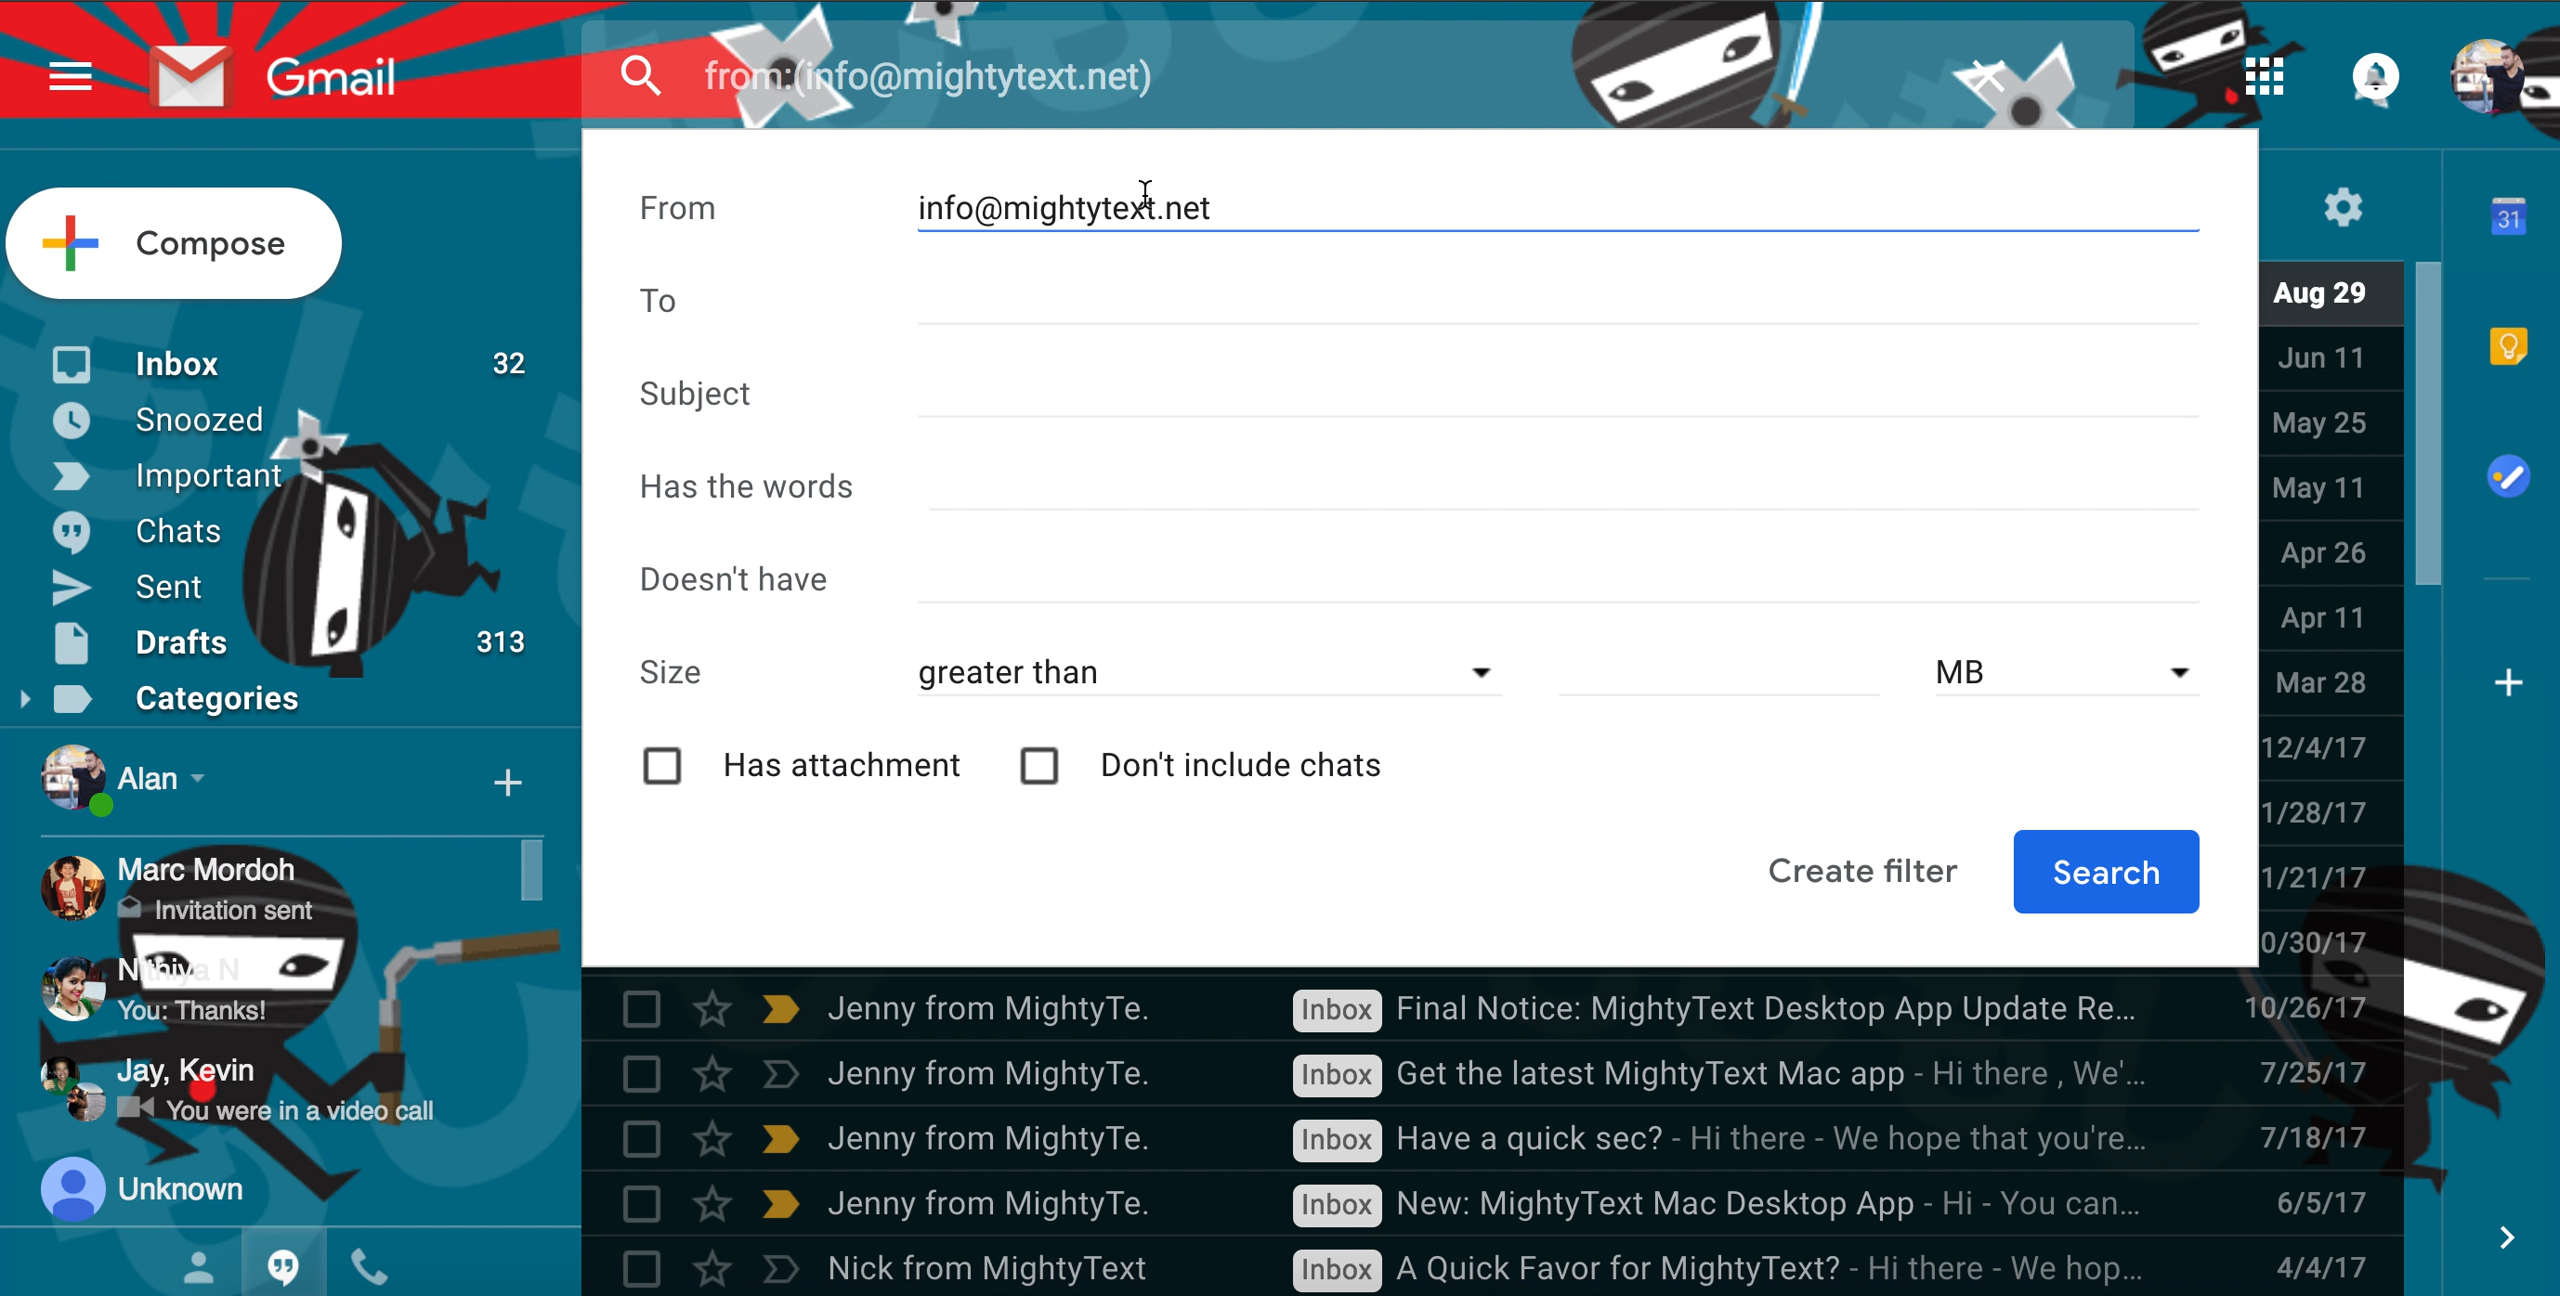 Gmail
from:(info@mightytext.net)
Compose
Inbox 32
Snoozed
Important
Chats
Sent
Drafts 313
Categories
Alan
Marc Mordoh
Invitation sent
Nithiya N
You: Thanks!
Jay, Kevin
You were in a video call
Unknown
From info@mightytext.net
To
Subject
Has the words
Doesn't have
Size greater than MB
Has attachment Don't include chats
Create filter Search
Aug 29
Jun 11
May 25
May 11
Apr 26
Apr 11
Mar 28
12/4/17
1/28/17
1/21/17
0/30/17
Jenny from MightyTe. Inbox Final Notice: MightyText Desktop App Update Re... 10/26/17
Jenny from MightyTe. Inbox Get the latest MightyText Mac app - Hi there , We'... 7/25/17
Jenny from MightyTe. Inbox Have a quick sec? - Hi there - We hope that you're... 7/18/17
Jenny from MightyTe. Inbox New: MightyText Mac Desktop App - Hi - You can... 6/5/17
Nick from MightyText Inbox A Quick Favor for MightyText? - Hi there - We hop... 4/4/17
31